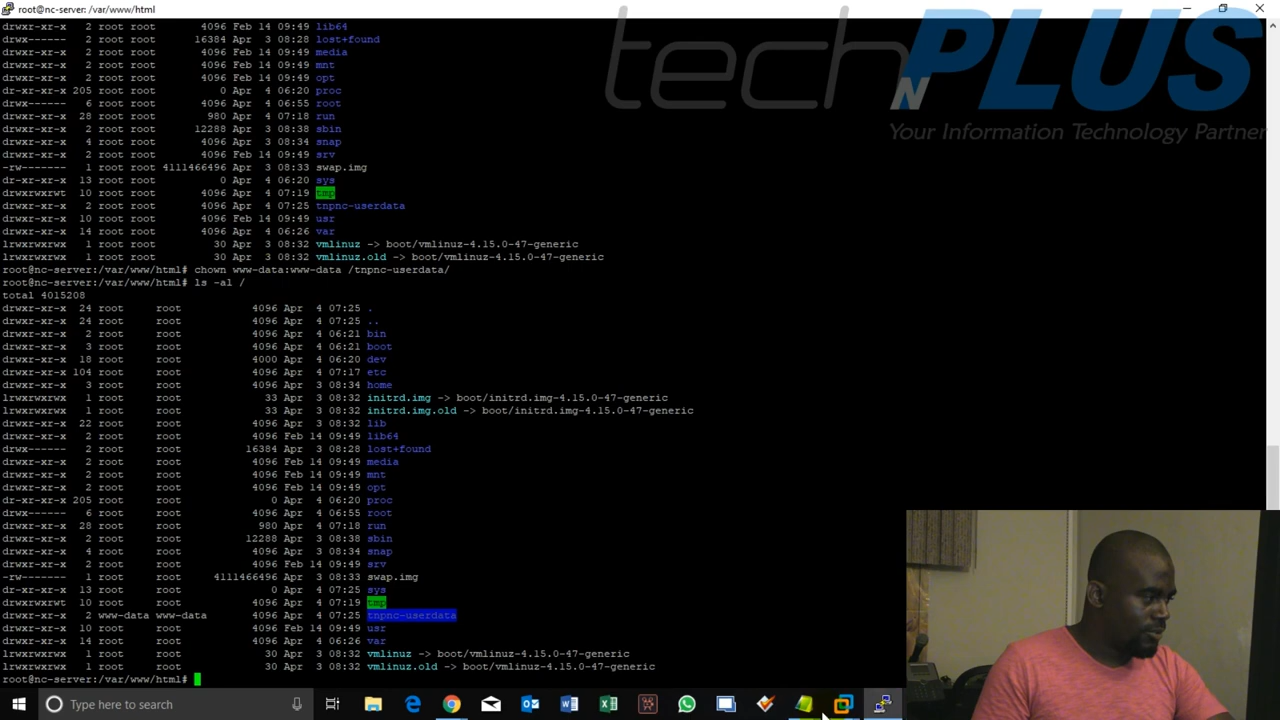 root@nc-server: /var/www/html
tech n PLUS
Your Information Technology Partner
drwxr-xr-x 2 root root 4096 Feb 14 09:49 lib64
drwx------ 2 root root 16384 Apr 3 08:28 lost+found
drwxr-xr-x 2 root root 4096 Feb 14 09:49 media
drwxr-xr-x 2 root root 4096 Feb 14 09:49 mnt
drwxr-xr-x 2 root root 4096 Feb 14 09:49 opt
dr-xr-xr-x 205 root root 0 Apr 4 06:20 proc
drwx------ 6 root root 4096 Apr 4 06:55 root
drwxr-xr-x 28 root root 980 Apr 4 07:18 run
drwxr-xr-x 2 root root 12288 Apr 3 08:38 sbin
drwxr-xr-x 4 root root 4096 Apr 3 08:34 snap
drwxr-xr-x 2 root root 4096 Feb 14 09:49 srv
-rw------- 1 root root 4111466496 Apr 3 08:33 swap.img
dr-xr-xr-x 13 root root 0 Apr 4 06:20 sys
drwxrwxrwt 10 root root 4096 Apr 4 07:19 tmp
drwxr-xr-x 2 root root 4096 Apr 4 07:25 tnpnc-userdata
drwxr-xr-x 10 root root 4096 Feb 14 09:49 usr
drwxr-xr-x 14 root root 4096 Apr 4 06:26 var
lrwxrwxrwx 1 root root 30 Apr 3 08:32 vmlinuz -> boot/vmlinuz-4.15.0-47-generic
lrwxrwxrwx 1 root root 30 Apr 3 08:32 vmlinuz.old -> boot/vmlinuz-4.15.0-47-generic
root@nc-server:/var/www/html# chown www-data:www-data /tnpnc-userdata/
root@nc-server:/var/www/html# ls -al /
total 4015208
drwxr-xr-x 24 root root 4096 Apr 4 07:25 .
drwxr-xr-x 24 root root 4096 Apr 4 07:25 ..
drwxr-xr-x 2 root root 4096 Apr 4 06:21 bin
drwxr-xr-x 3 root root 4096 Apr 4 06:21 boot
drwxr-xr-x 18 root root 4000 Apr 4 06:20 dev
drwxr-xr-x 104 root root 4096 Apr 4 07:17 etc
drwxr-xr-x 3 root root 4096 Apr 3 08:38 home
lrwxrwxrwx 1 root root 33 Apr 3 08:32 initrd.img -> boot/initrd.img-4.15.0-47-generic
lrwxrwxrwx 1 root root 33 Apr 3 08:32 initrd.img.old -> boot/initrd.img-4.15.0-47-generic
drwxr-xr-x 22 root root 4096 Apr 3 08:32 lib
drwxr-xr-x 2 root root 4096 Feb 14 09:49 lib64
drwx------ 2 root root 16384 Apr 3 08:28 lost+found
drwxr-xr-x 2 root root 4096 Feb 14 09:49 media
drwxr-xr-x 2 root root 4096 Feb 14 09:49 mnt
drwxr-xr-x 2 root root 4096 Feb 14 09:49 opt
dr-xr-xr-x 205 root root 0 Apr 4 06:20 proc
drwx------ 6 root root 4096 Apr 4 06:55 root
drwxr-xr-x 28 root root 980 Apr 4 07:18 run
drwxr-xr-x 2 root root 12288 Apr 3 08:38 sbin
drwxr-xr-x 4 root root 4096 Apr 3 08:34 snap
drwxr-xr-x 2 root root 4096 Feb 14 09:49 srv
-rw------- 1 root root 4111466496 Apr 3 08:33 swap.img
dr-xr-xr-x 13 root root 0 Apr 4 07:25 sys
drwxrwxrwt 10 root root 4096 Apr 4 07:19 tmp
drwxr-xr-x 2 www-data www-data 4096 Apr 4 07:25 tnpnc-userdata
drwxr-xr-x 10 root root 4096 Feb 14 09:49 usr
drwxr-xr-x 14 root root 4096 Apr 4 06:26 var
lrwxrwxrwx 1 root root 30 Apr 3 08:32 vmlinuz -> boot/vmlinuz-4.15.0-47-generic
lrwxrwxrwx 1 root root 30 Apr 3 08:32 vmlinuz.old -> boot/vmlinuz-4.15.0-47-generic
root@nc-server:/var/www/html#
Type here to search